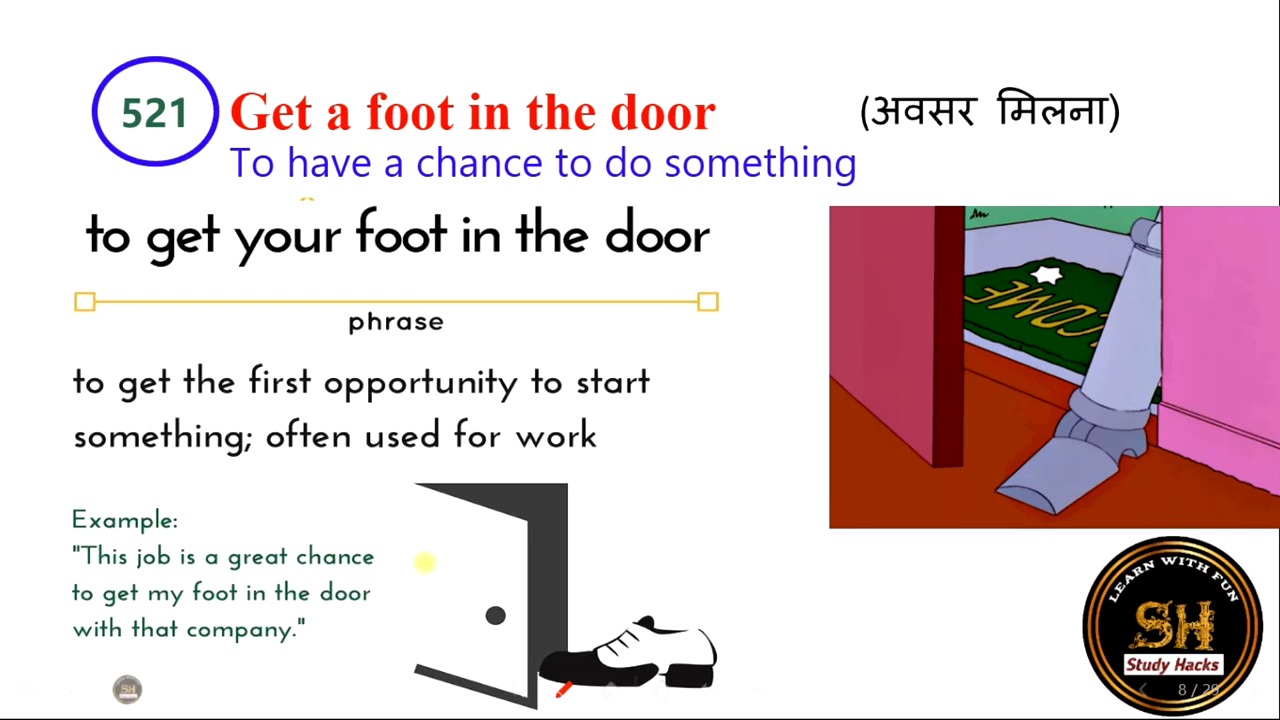 521
Get a foot in the door
(अवसर मिलना)
To have a chance to do something
to get your foot in the door
phrase
to get the first opportunity to start
something; often used for work
Example:
"This job is a great chance
to get my foot in the door
with that company."
LEARN WITH FUN
SH
Study Hacks
8 / 29
SH